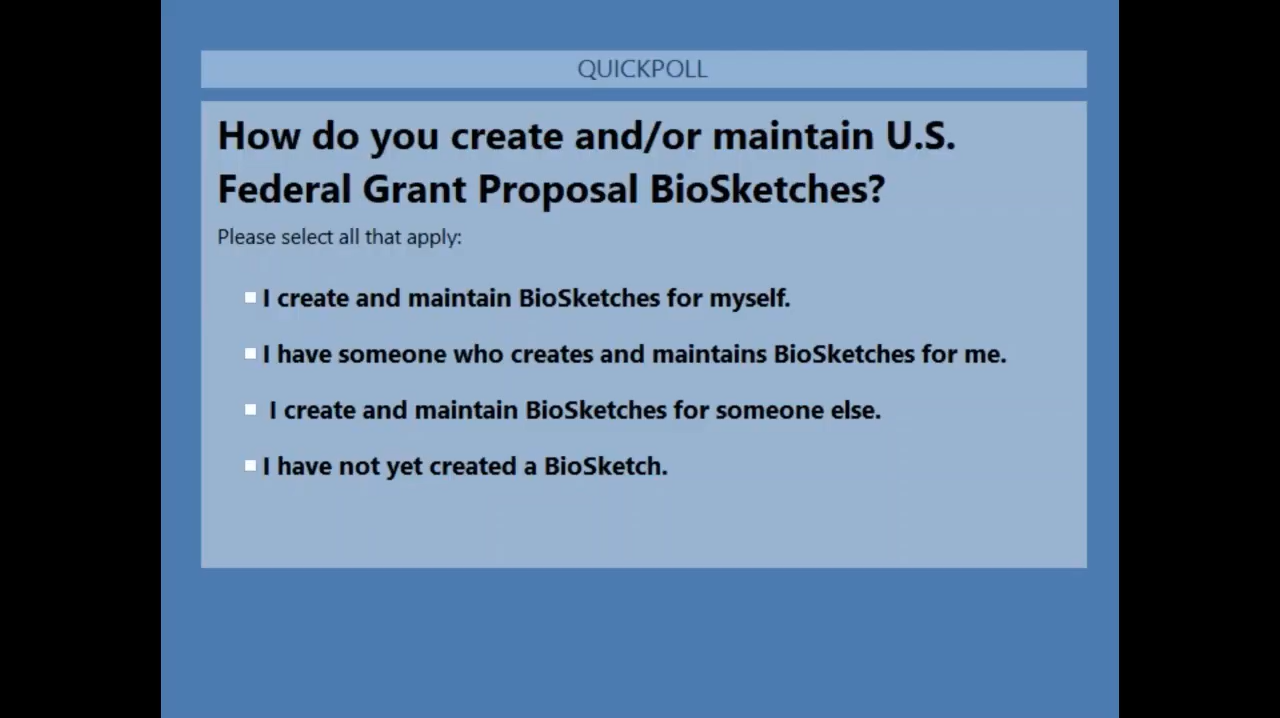 QUICKPOLL
How do you create and/or maintain U.S.
Federal Grant Proposal BioSketches?
Please select all that apply:
I create and maintain BioSketches for myself.
I have someone who creates and maintains BioSketches for me.
I create and maintain BioSketches for someone else.
I have not yet created a BioSketch.